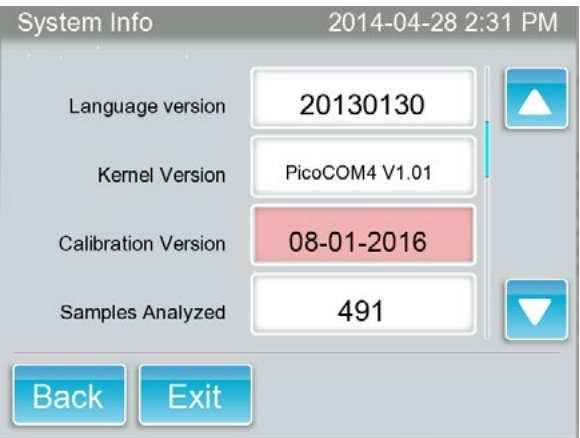 System Info 2014-04-28 2:31 PM
Language version 20130130
Kernel Version PicoCOM4 V1.01
Calibration Version 08-01-2016
Samples Analyzed 491
Back Exit